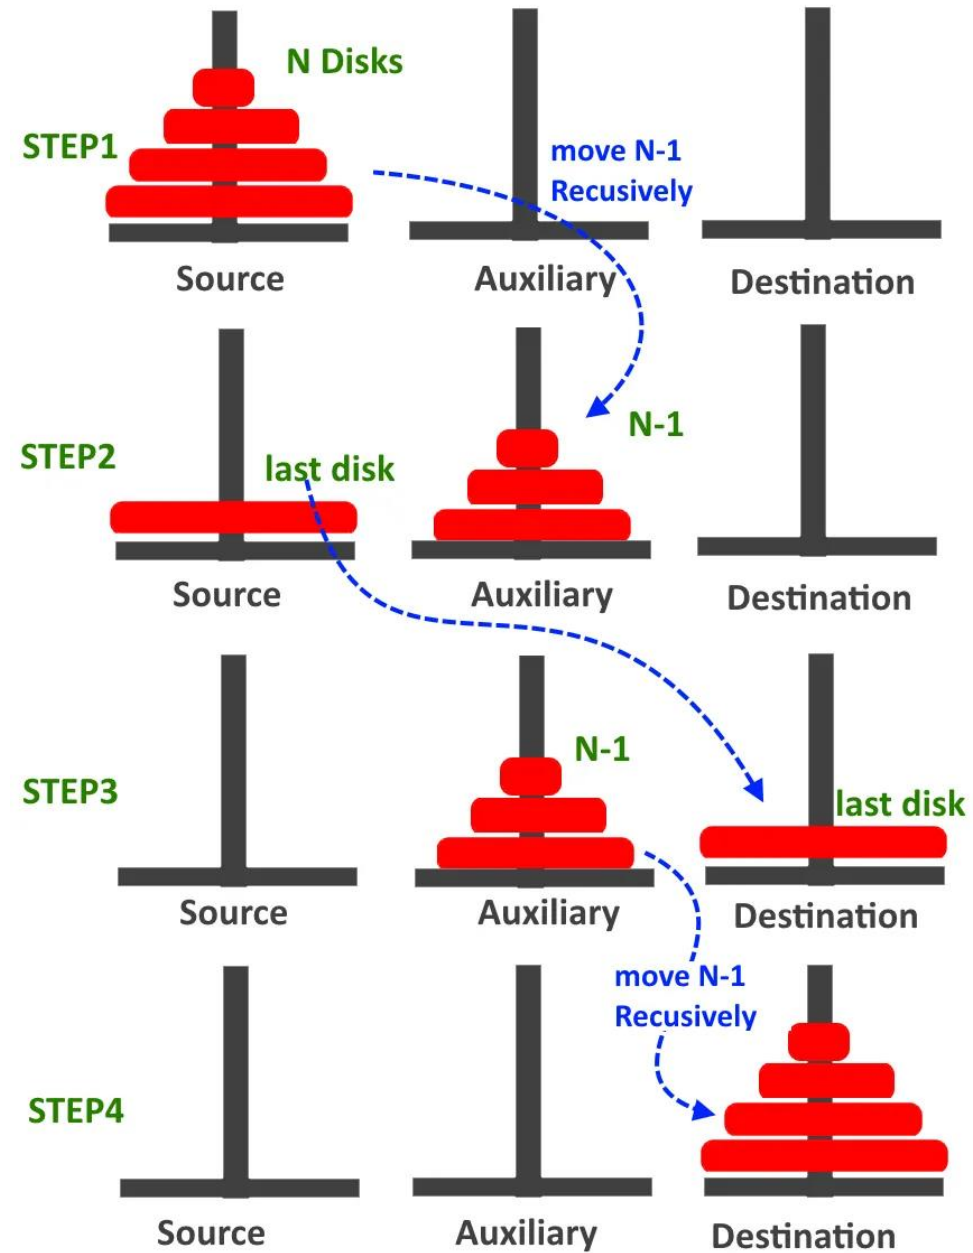 N Disks
STEP1
move N-1
Recusively
Source
Auxiliary
Destination
STEP2
last disk
N-1
Source
Auxiliary
Destination
STEP3
N-1
last disk
Source
Auxiliary
Destination
move N-1
Recusively
STEP4
Source
Auxiliary
Destination